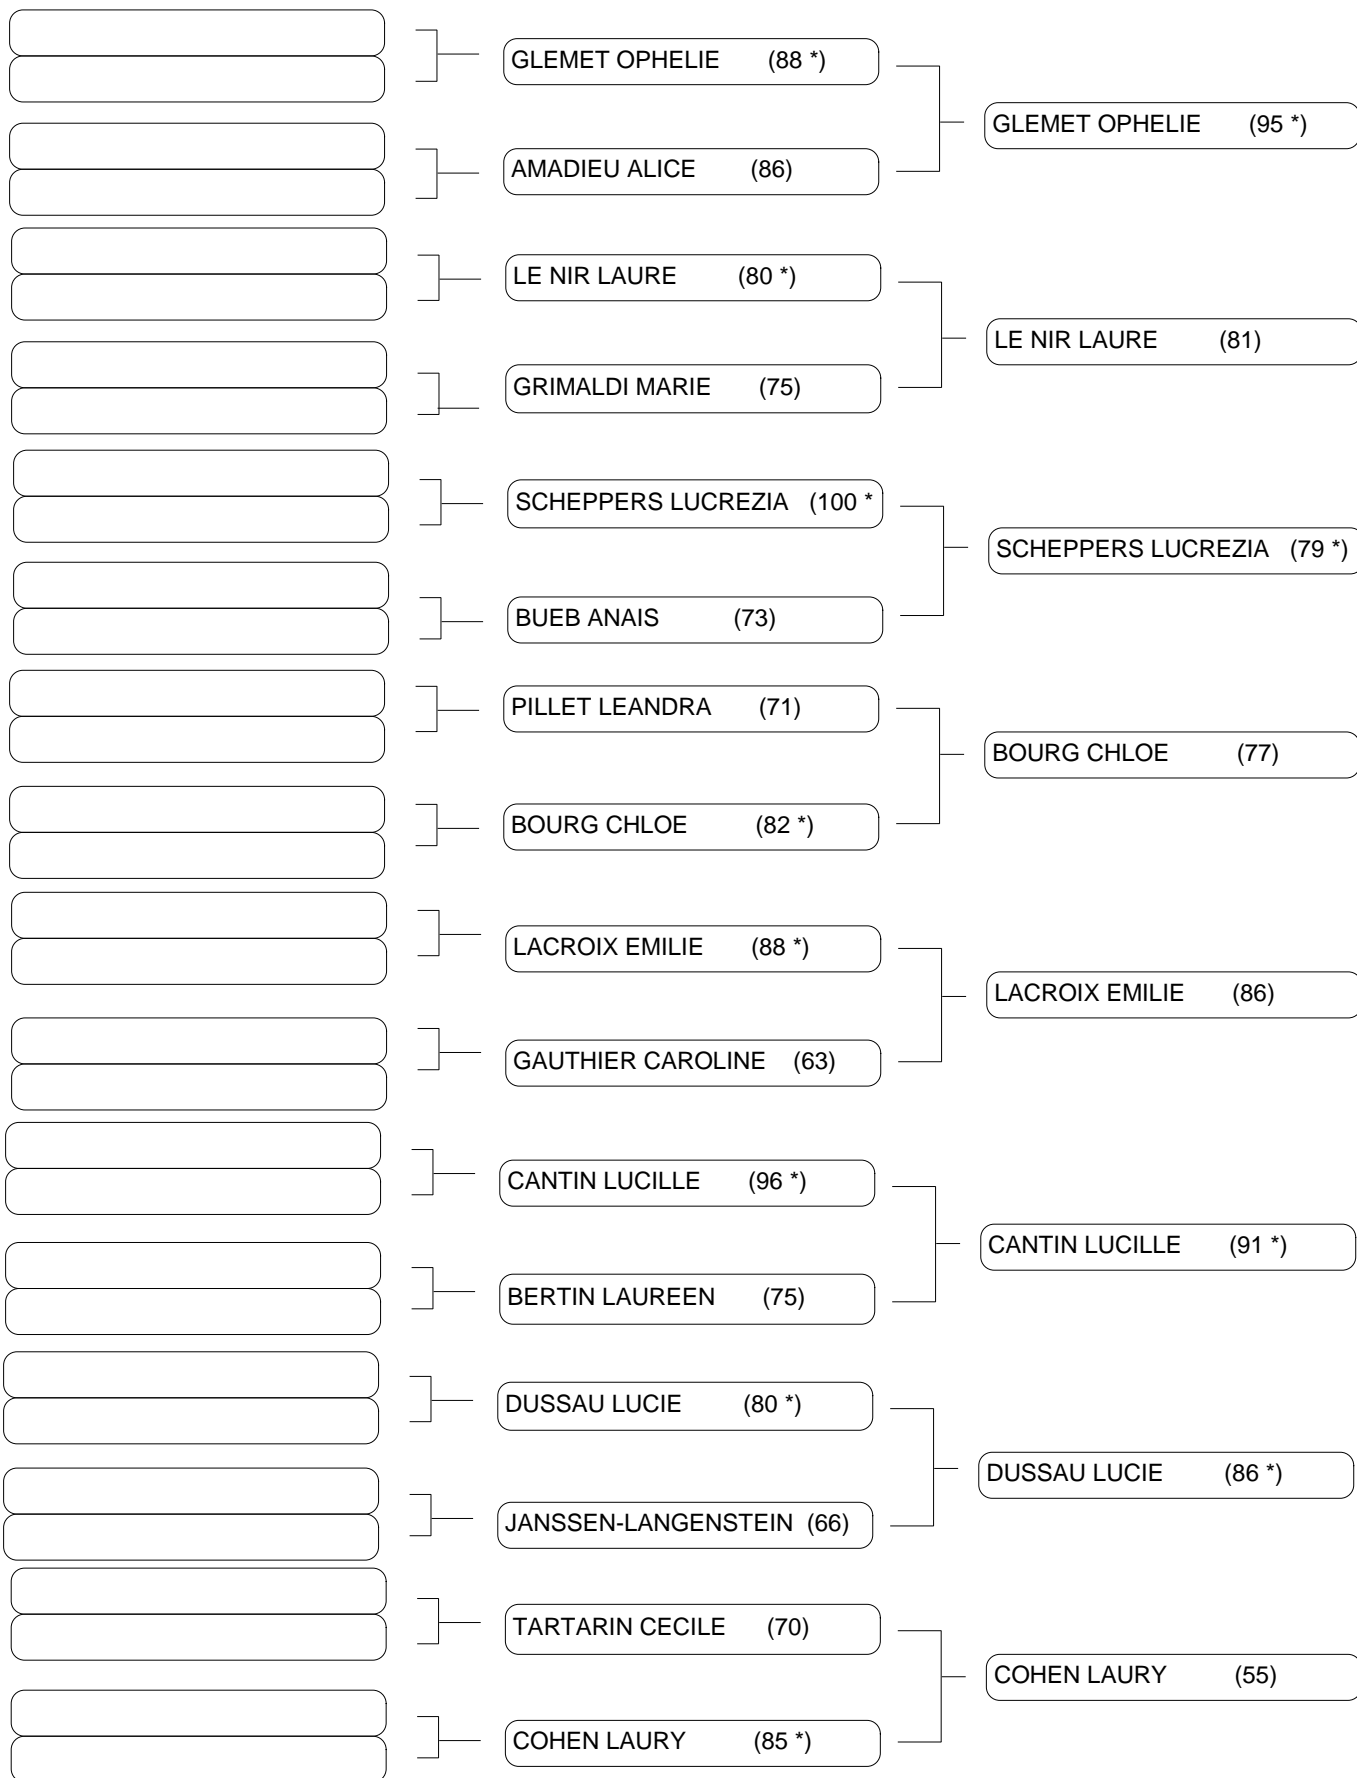 GLEMET OPHELIE (88 *)
GLEMET OPHELIE (95 *)
AMADIEU ALICE (86)
LE NIR LAURE (80 *)
LE NIR LAURE (81)
GRIMALDI MARIE (75)
SCHEPPERS LUCREZIA (100 *
SCHEPPERS LUCREZIA (79 *)
BUEB ANAIS (73)
PILLET LEANDRA (71)
BOURG CHLOE (77)
BOURG CHLOE (82 *)
LACROIX EMILIE (88 *)
LACROIX EMILIE (86)
GAUTHIER CAROLINE (63)
CANTIN LUCILLE (96 *)
CANTIN LUCILLE (91 *)
BERTIN LAUREEN (75)
DUSSAU LUCIE (80 *)
DUSSAU LUCIE (86 *)
JANSSEN-LANGENSTEIN (66)
TARTARIN CECILE (70)
COHEN LAURY (55)
COHEN LAURY (85 *)